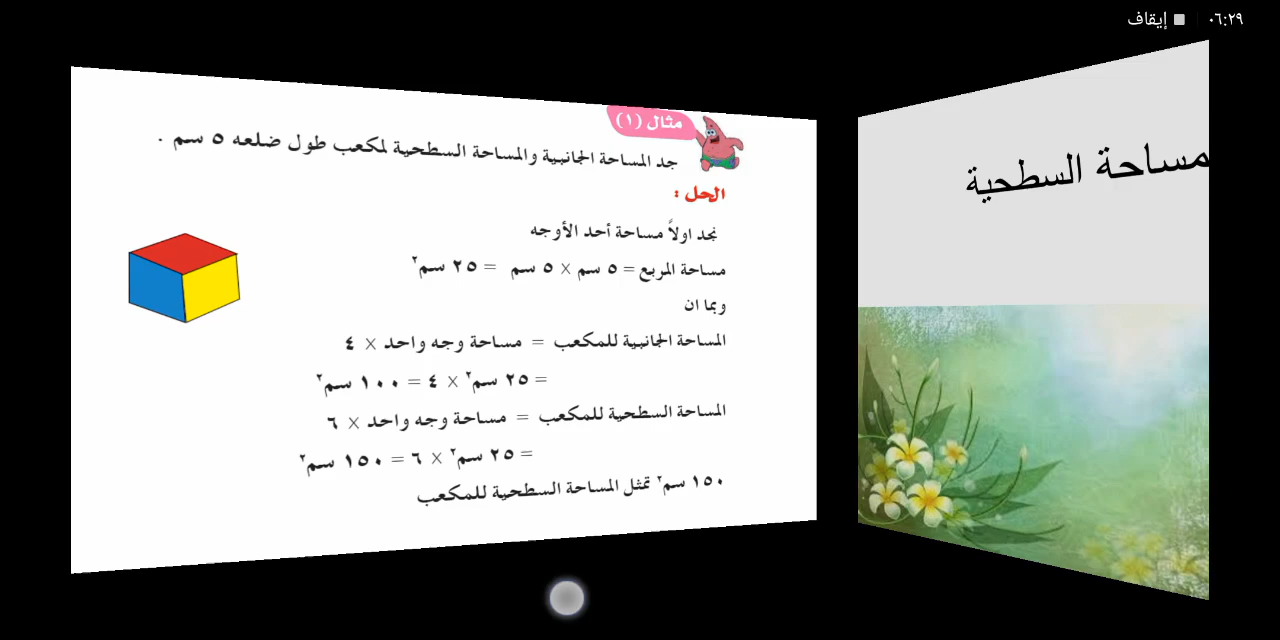 ٠٦:٢٩
إيقاف
مثال (١)
جد المساحة الجانبية والمساحة السطحية لمكعب طول ضلعه ٥ سم .
الحل :
نجد اولاً مساحة أحد الأوجه
مساحة المربع = ٥ سم × ٥ سم = ٢٥ سم٢
وبما ان
المساحة الجانبية للمكعب = مساحة وجه واحد × ٤
= ٢٥ سم٢ × ٤ = ١٠٠ سم٢
المساحة السطحية للمكعب = مساحة وجه واحد × ٦
= ٢٥ سم٢ × ٦ = ١٥٠ سم٢
١٥٠ سم٢ تمثل المساحة السطحية للمكعب
مساحة السطحية